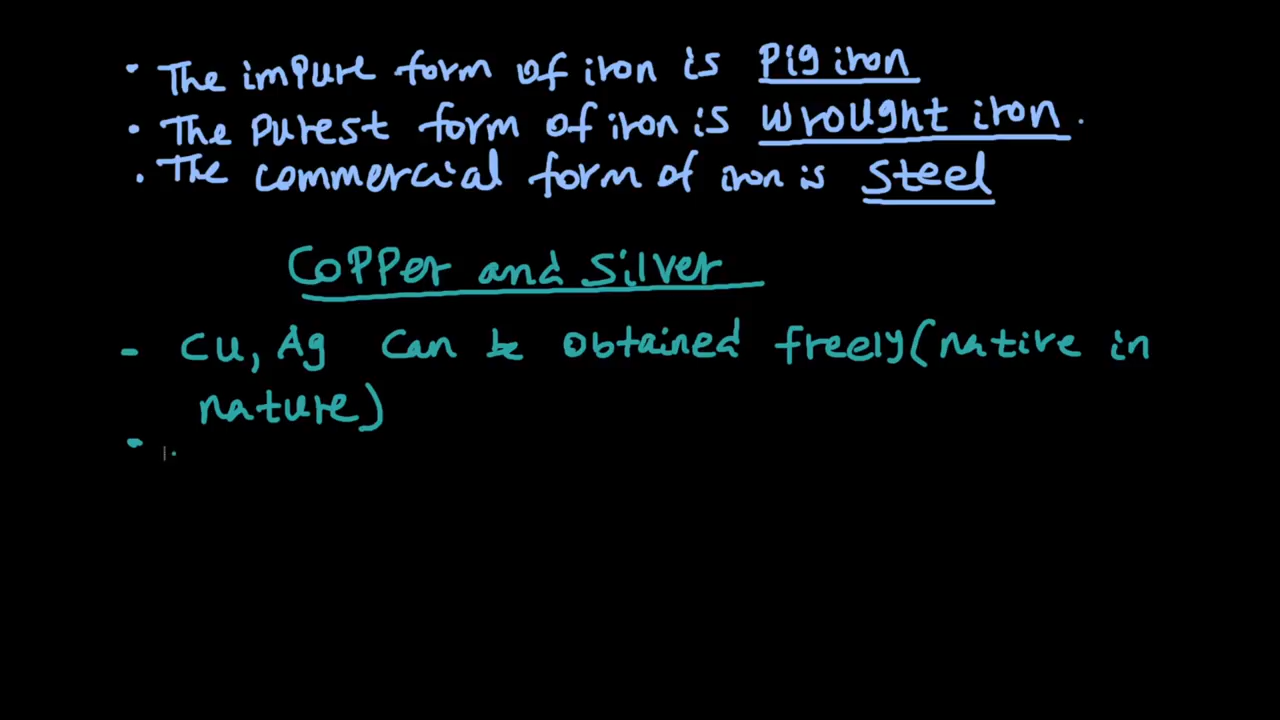 • The impure form of iron is Pig iron
• The purest form of iron is wrought iron.
• The commercial form of iron is steel
Copper and Silver
- Cu, Ag can be obtained freely (native in
nature)
-